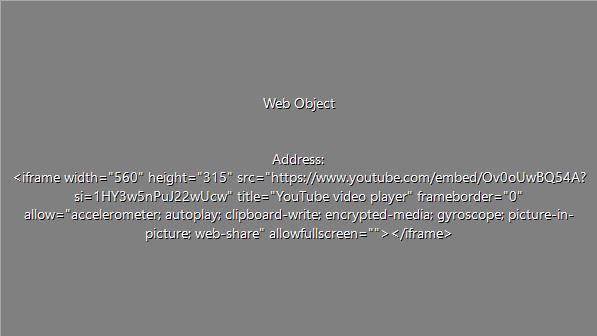 Web Object
Address:
<iframe width="560" height="315" src="https://www.youtube.com/embed/Ov0oUwBQ54A?
si=1HY3w5nPuJ22wUcw" title="YouTube video player" frameborder="0"
allow="accelerometer; autoplay; clipboard-write; encrypted-media; gyroscope; picture-in-
picture; web-share" allowfullscreen=""></iframe>